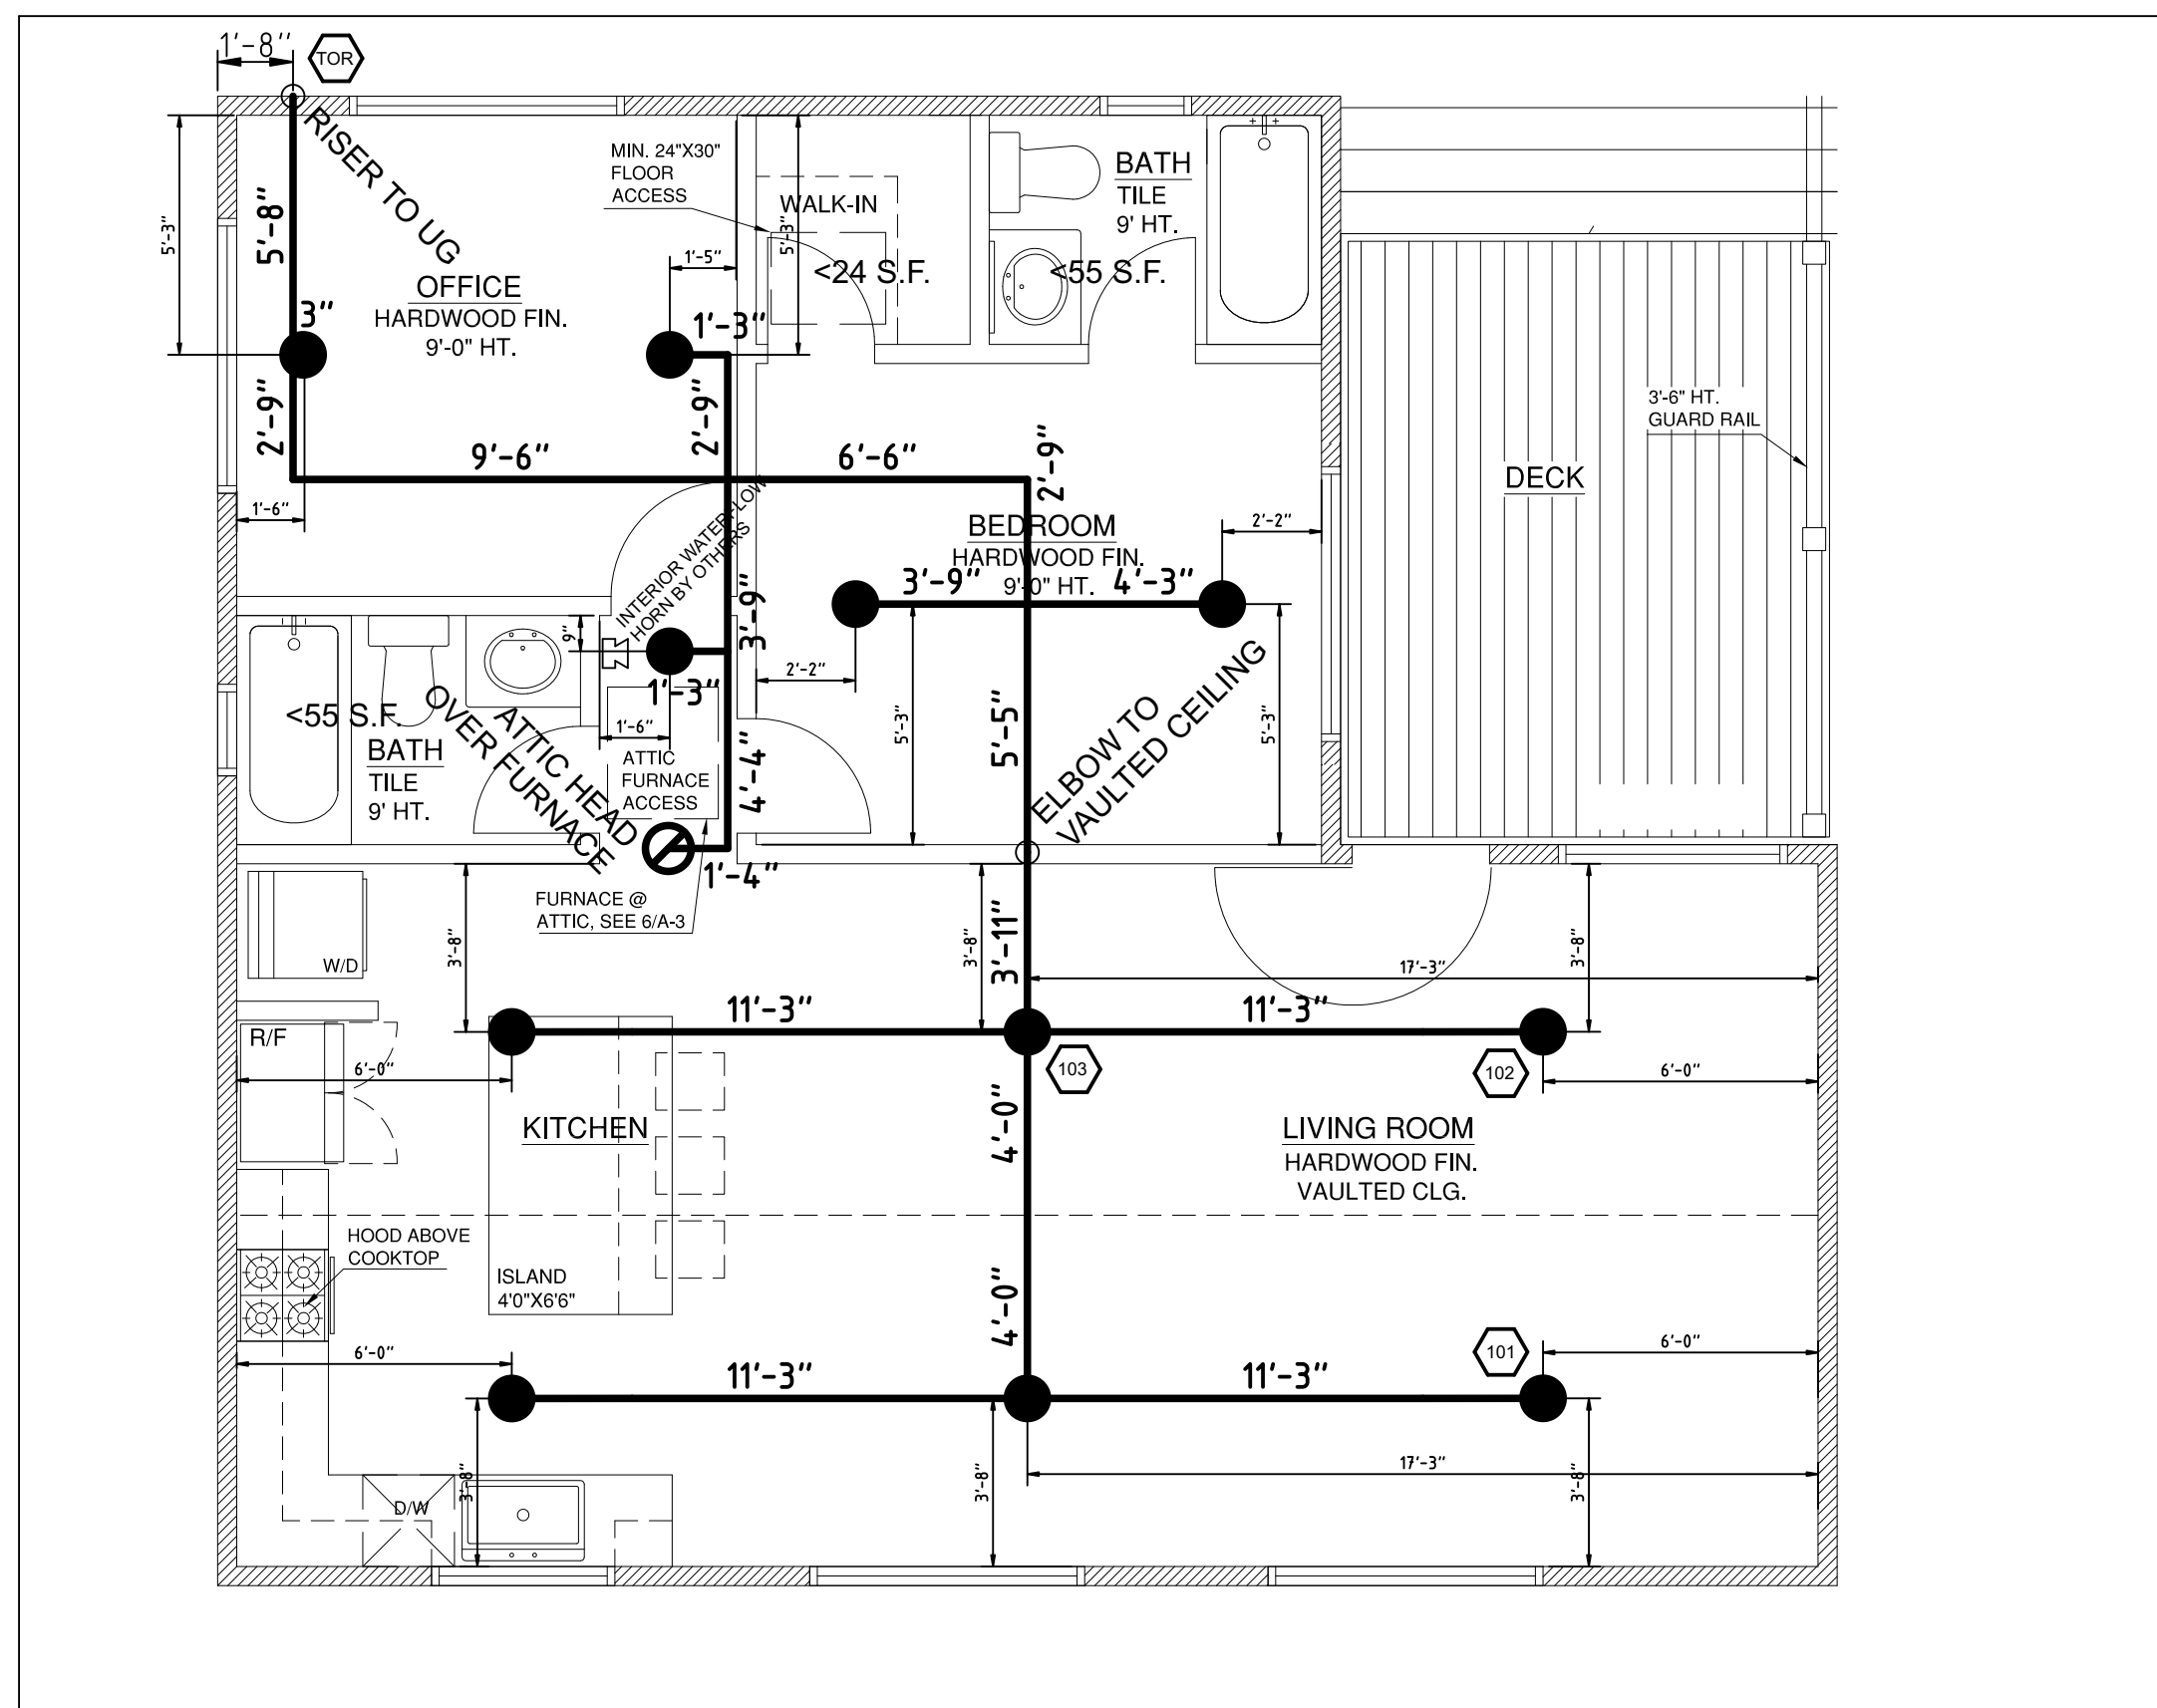 1'-8"
TOR
RISER TO UG
5'-3"
5'-8"
MIN. 24"X30"
FLOOR
ACCESS
WALK-IN
5'-3"
BATH
TILE
9' HT.
1'-5"
<24 S.F.
<55 S.F.
OFFICE
HARDWOOD FIN.
9'-0" HT.
3"
1'-3"
2'-9"
2'-9"
3'-6" HT.
GUARD RAIL
9'-6"
6'-6"
2'-9"
DECK
1'-6"
INTERIOR WATERFLOW
HORN BY OTHERS
BEDROOM
HARDWOOD FIN.
9'-0" HT.
2'-2"
3'-9"
4'-3"
3'-9"
9"
1'-3"
2'-2"
<55 S.F.
BATH
TILE
9' HT.
ATTIC HEAD
OVER FURNACE
1'-6"
ATTIC
FURNACE
ACCESS
4'-4"
5'-3"
5'-5"
ELBOW TO
VAULTED CEILING
5'-3"
1'-4"
FURNACE @
ATTIC, SEE 6/A-3
W/D
3'-8"
3'-8"
3'-11"
17'-3"
3'-8"
11'-3"
11'-3"
R/F
6'-0"
103
102
6'-0"
KITCHEN
4'-0"
LIVING ROOM
HARDWOOD FIN.
VAULTED CLG.
HOOD ABOVE
COOKTOP
ISLAND
4'0"X6'6"
4'-0"
6'-0"
101
6'-0"
11'-3"
11'-3"
D/W
3'-8"
3'-8"
17'-3"
3'-8"